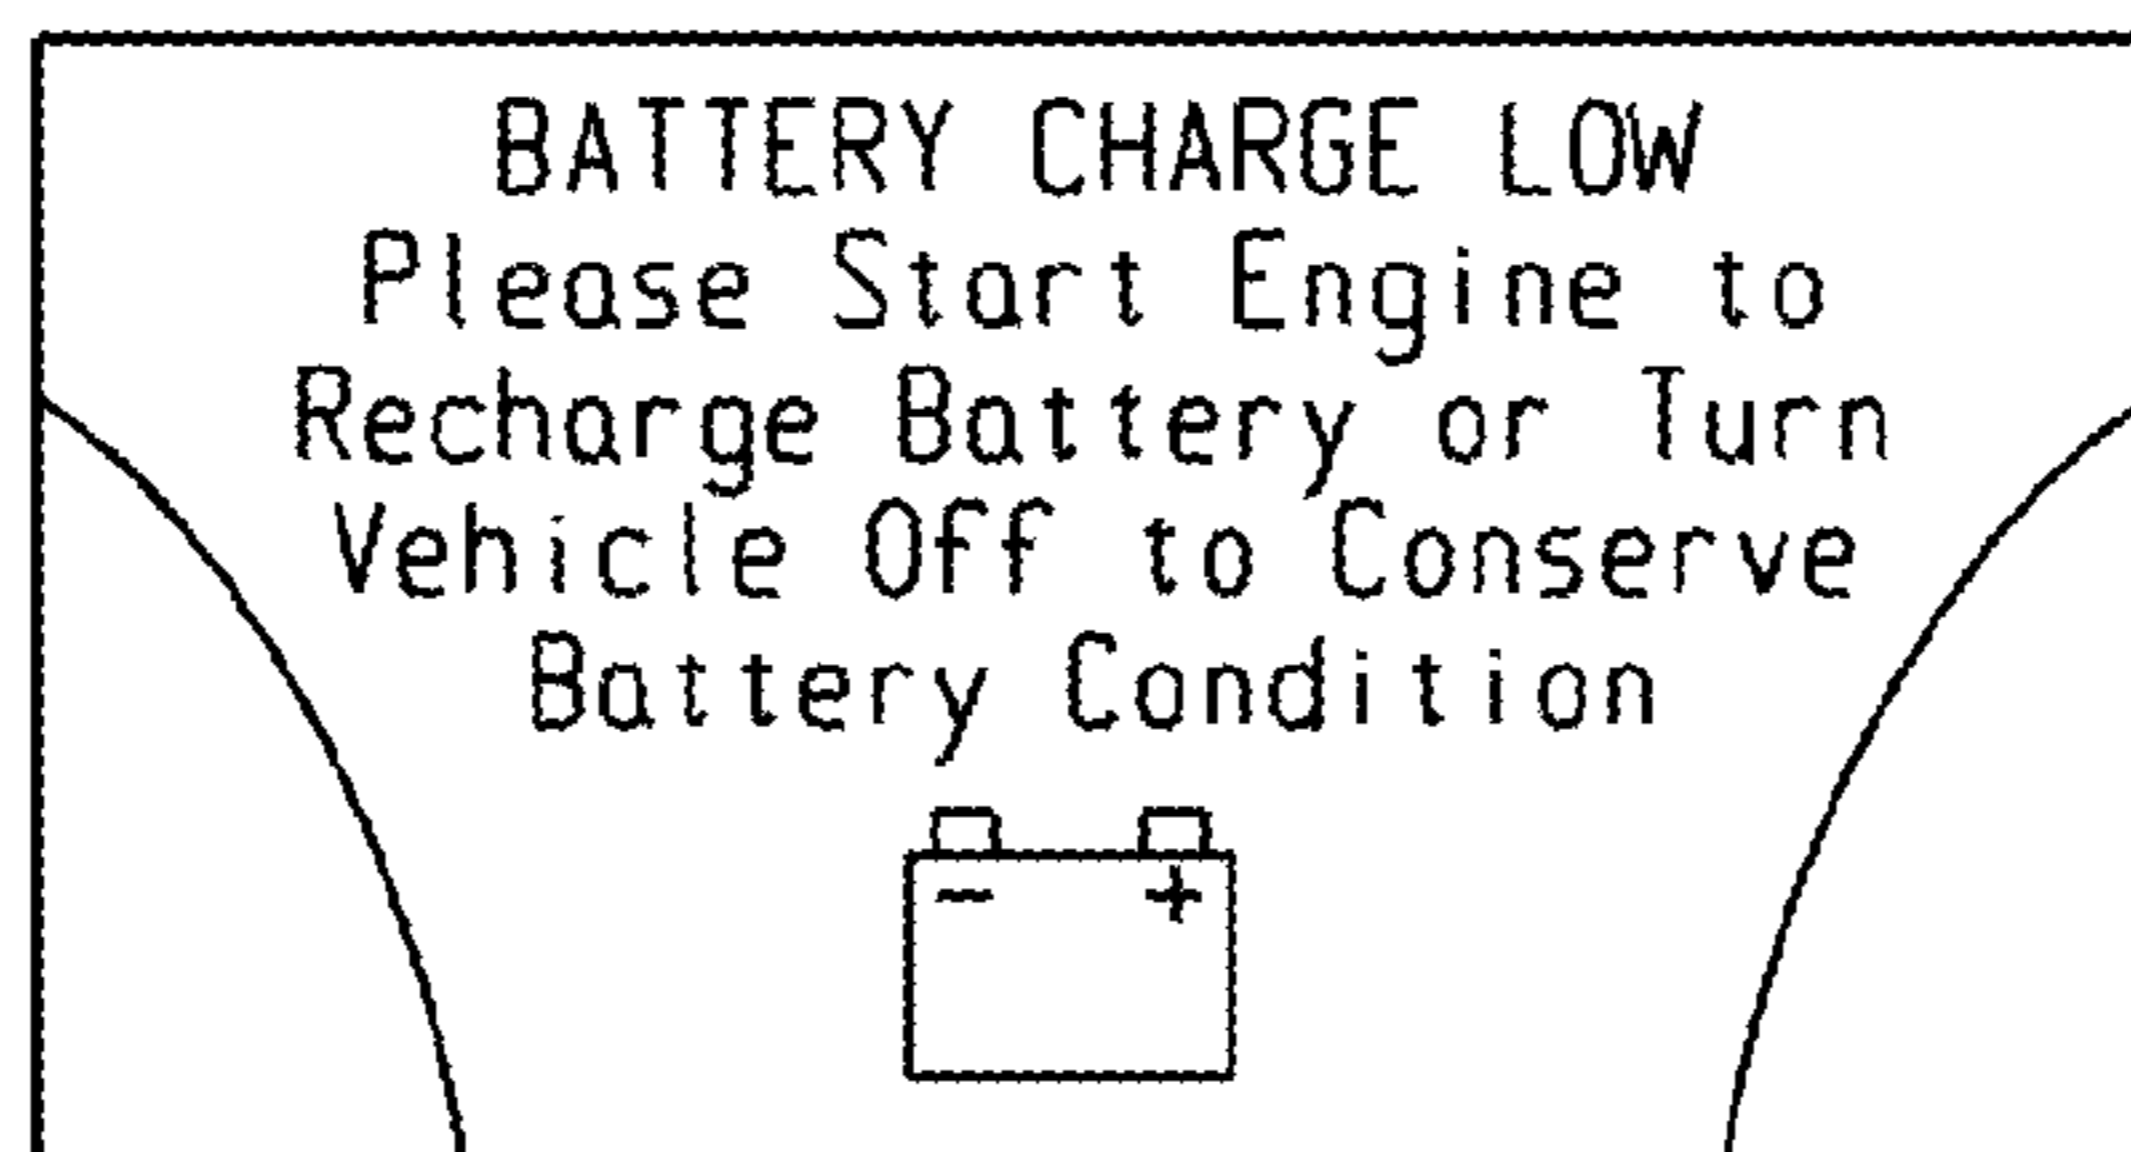 BATTERY CHARGE LOW
Please Start Engine to
Recharge Battery or Turn
Vehicle Off to Conserve
Battery Condition
- +